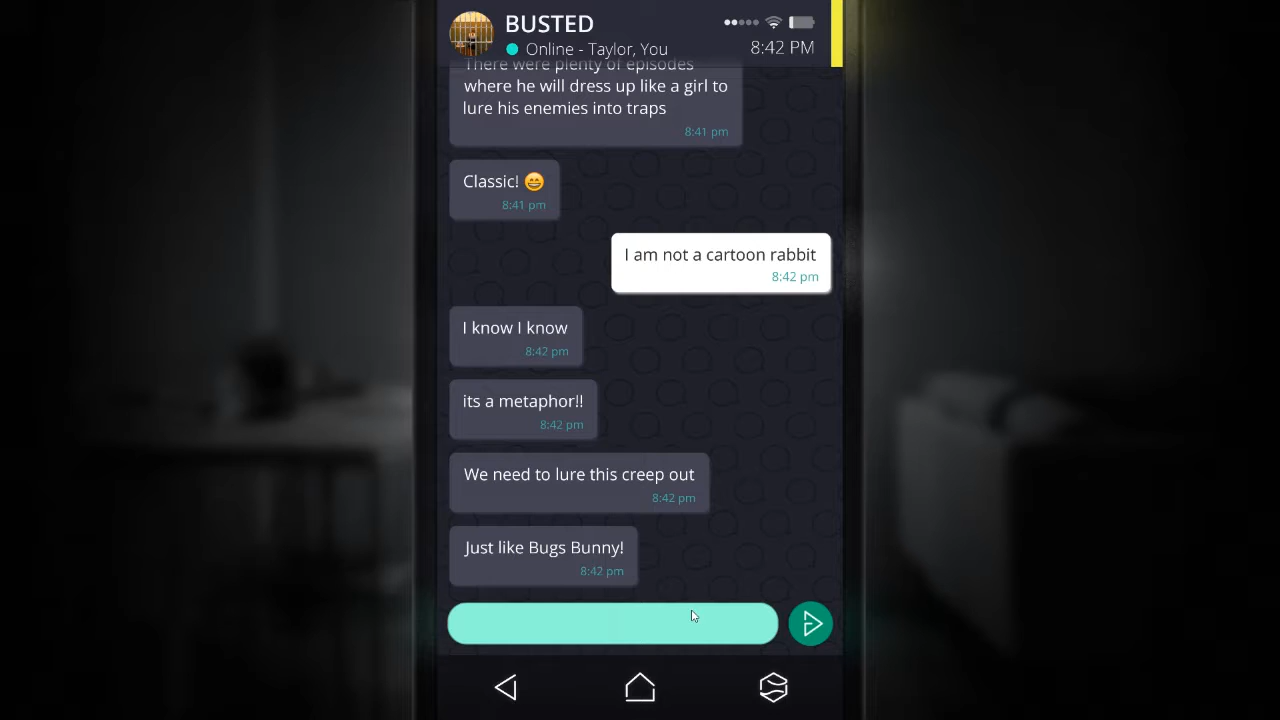 BUSTED
Online - Taylor, You
8:42 PM
There were plenty of episodes
where he will dress up like a girl to
lure his enemies into traps
8:41 pm
Classic! 😄
8:41 pm
I am not a cartoon rabbit
8:42 pm
I know I know
8:42 pm
its a metaphor!!
8:42 pm
We need to lure this creep out
8:42 pm
Just like Bugs Bunny!
8:42 pm